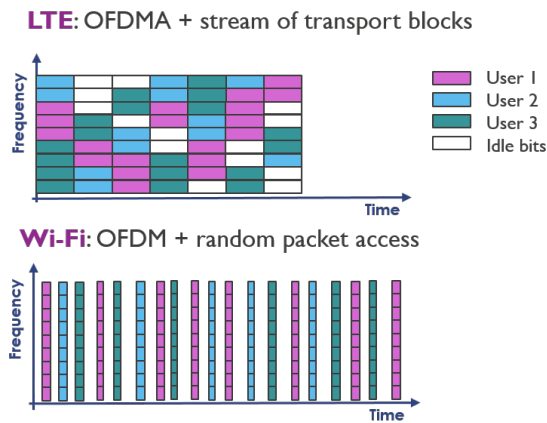 LTE: OFDMA + stream of transport blocks
Frequency
User 1
User 2
User 3
Idle bits
Time
Wi-Fi: OFDM + random packet access
Frequency
Time